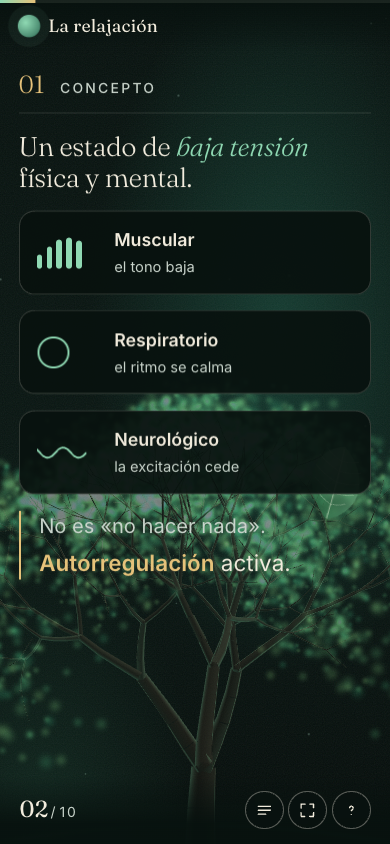 La relajación
01 CONCEPTO
Un estado de baja tensión
física y mental.
Muscular
el tono baja
Respiratorio
el ritmo se calma
Neurológico
la excitación cede
No es «no hacer nada».
Autorregulación activa.
02 / 10
?